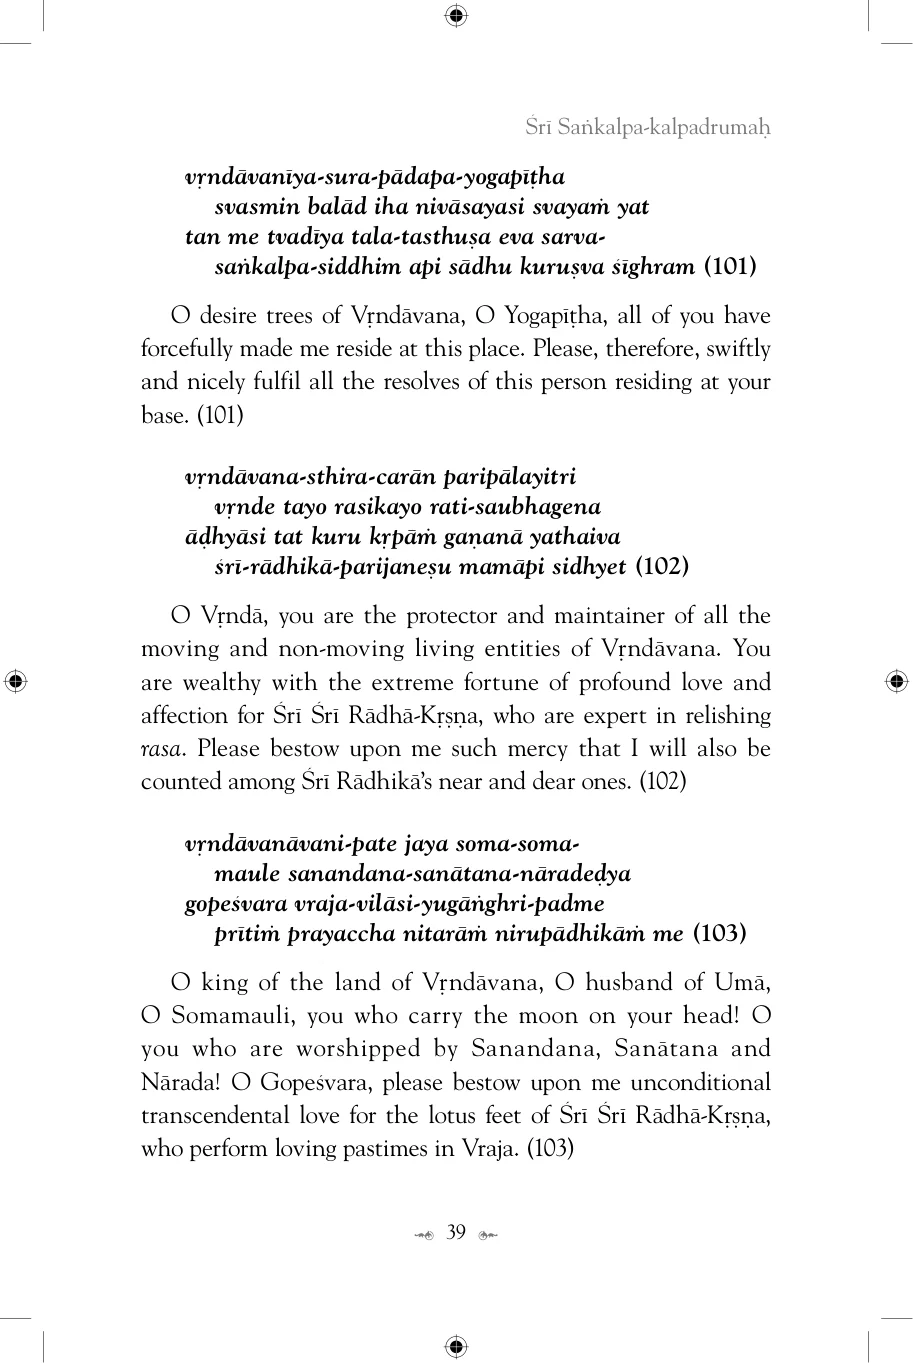 Śrī Saṅkalpa-kalpadrumaḥ
vṛndāvanīya-sura-pādapa-yogapīṭha
svasmin balād iha nivāsayasi svayaṁ yat
tan me tvadīya tala-tasthuṣa eva sarva-
saṅkalpa-siddhim api sādhu kuruṣva śīghram (101)
O desire trees of Vṛndāvana, O Yogapīṭha, all of you have
forcefully made me reside at this place. Please, therefore, swiftly
and nicely fulfil all the resolves of this person residing at your
base. (101)
vṛndāvana-sthira-carān paripālayitri
vṛnde tayo rasikayo rati-saubhagena
āḍhyāsi tat kuru kṛpāṁ gaṇanā yathaiva
śrī-rādhikā-parijaneṣu mamāpi sidhyet (102)
O Vṛndā, you are the protector and maintainer of all the
moving and non-moving living entities of Vṛndāvana. You
are wealthy with the extreme fortune of profound love and
affection for Śrī Śrī Rādhā-Kṛṣṇa, who are expert in relishing
rasa. Please bestow upon me such mercy that I will also be
counted among Śrī Rādhikā’s near and dear ones. (102)
vṛndāvanāvani-pate jaya soma-soma-
maule sanandana-sanātana-nāradeḍya
gopeśvara vraja-vilāsi-yugāṅghri-padme
prītiṁ prayaccha nitarāṁ nirupādhikāṁ me (103)
O king of the land of Vṛndāvana, O husband of Umā,
O Somamauli, you who carry the moon on your head! O
you who are worshipped by Sanandana, Sanātana and
Nārada! O Gopeśvara, please bestow upon me unconditional
transcendental love for the lotus feet of Śrī Śrī Rādhā-Kṛṣṇa,
who perform loving pastimes in Vraja. (103)
39